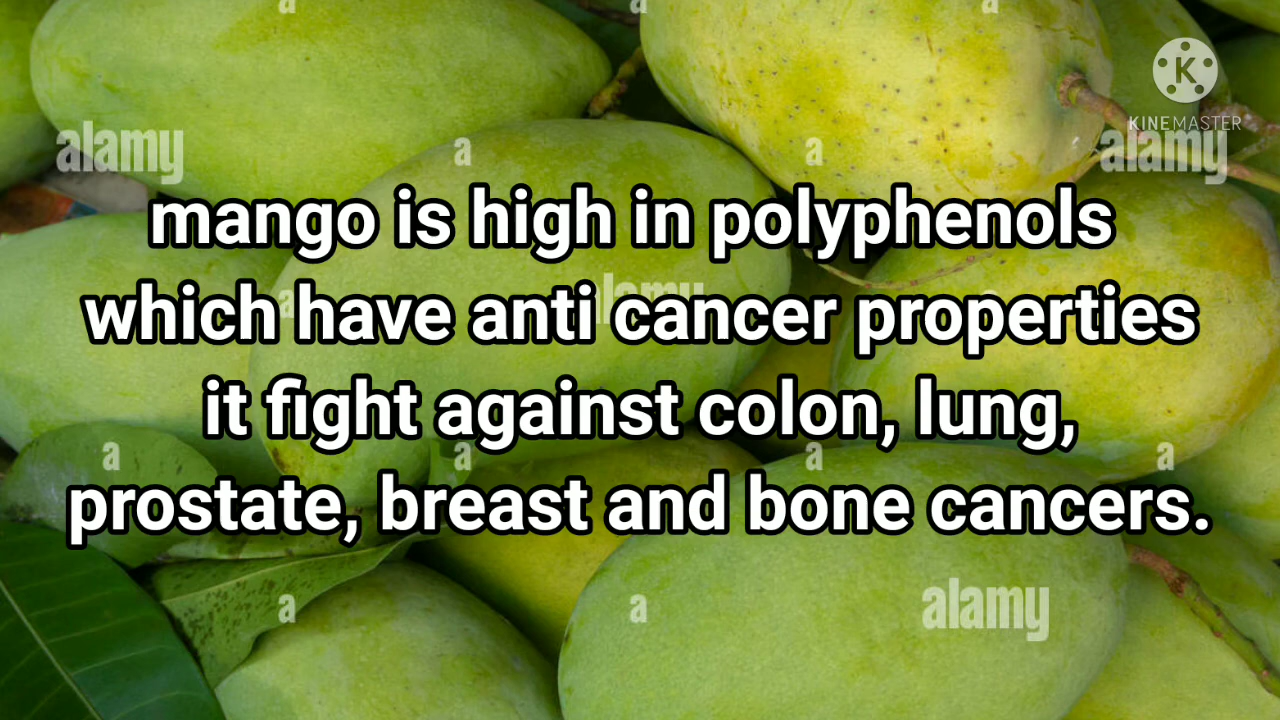 a
a
K
KINEMASTER
alamy
alamy
a
a
mango is high in polyphenols
which have anti cancer properties
it fight against colon, lung,
prostate, breast and bone cancers.
a
alamy
a
a
a
a
a
a
alamy